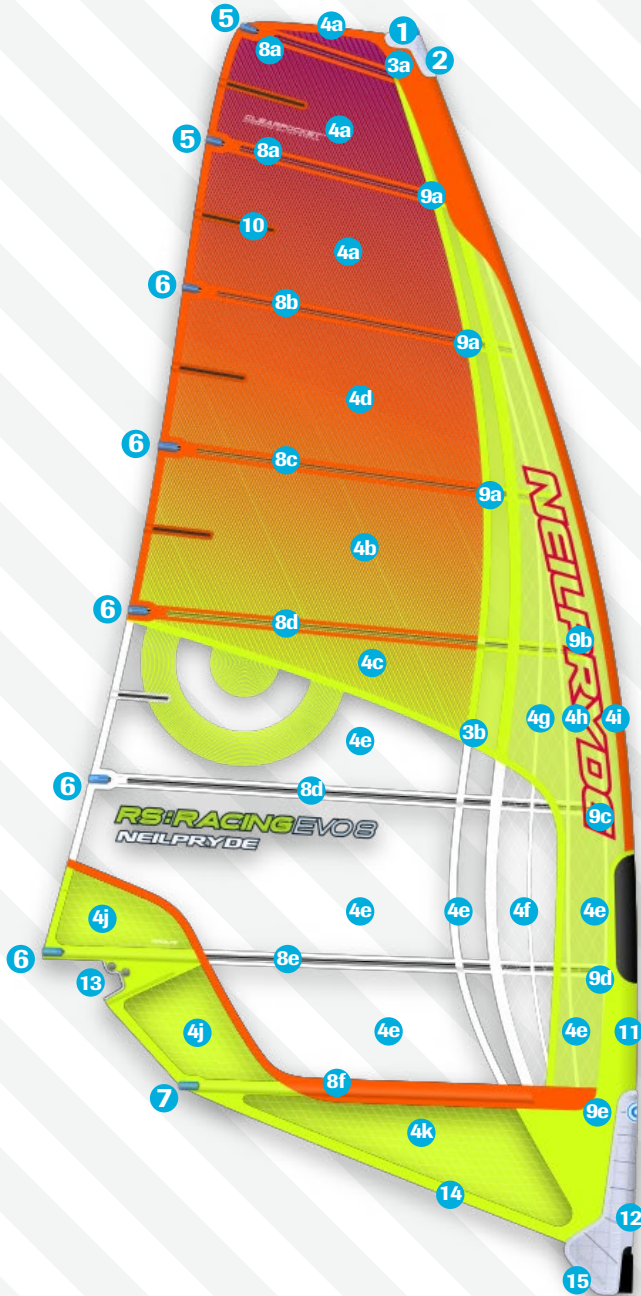 5
4a
1
8a
2
3a
CLEARPOCKET
4a
5
8a
9a
10
4a
6
8b
9a
4d
6
8c
9a
NEILPRYDE
4b
6
8d
9b
4c
4g
4h
4i
3b
4e
6
8d
9c
RS:RACING EVO8
NEILPRYDE
4j
4e
4e
4f
4e
6
8e
9d
13
4j
4e
4e
11
7
8f
9e
4k
14
12
15